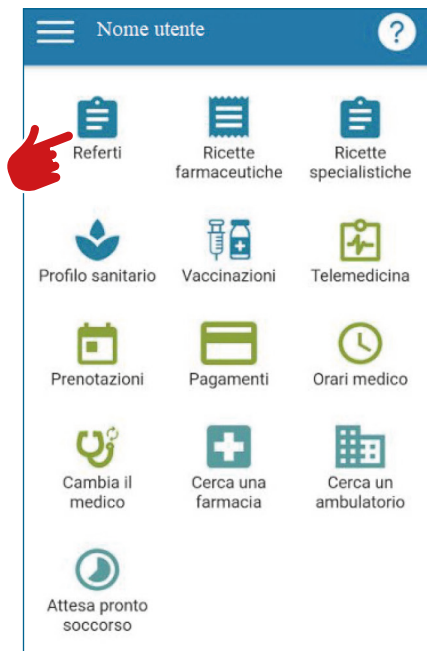 Nome utente
?
Referti
Ricette
farmaceutiche
Ricette
specialistiche
Profilo sanitario
Vaccinazioni
Telemedicina
Prenotazioni
Pagamenti
Orari medico
Cambia il
medico
Cerca una
farmacia
Cerca un
ambulatorio
Attesa pronto
soccorso